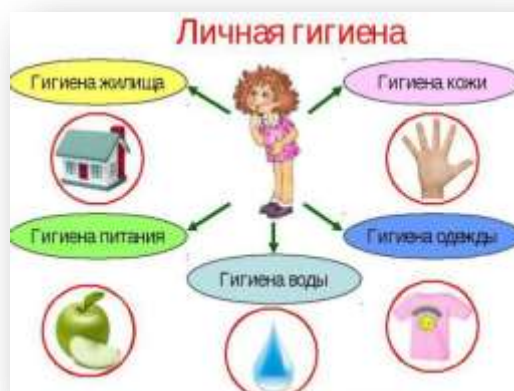 Личная гигиена
Гигиена жилища
Гигиена кожи
Гигиена питания
Гигиена одежды
Гигиена воды